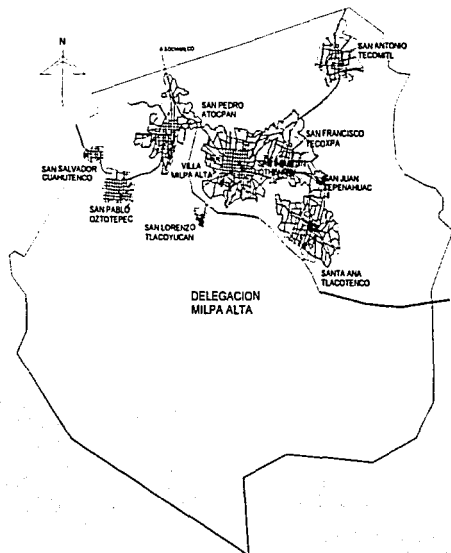 N
A XOCHIMILCO
SAN ANTONIO
TECOMITL
SAN PEDRO
ATOCPAN
SAN FRANCISCO
TECOXPA
VILLA
MILPA ALTA
SAN SALVADOR
CUAHUTENCO
SAN JUAN
TEPENAHUAC
SAN PABLO
OZTOTEPEC
SAN LORENZO
TLACOYUCAN
SANTA ANA
TLACOTENCO
DELEGACION
MILPA ALTA